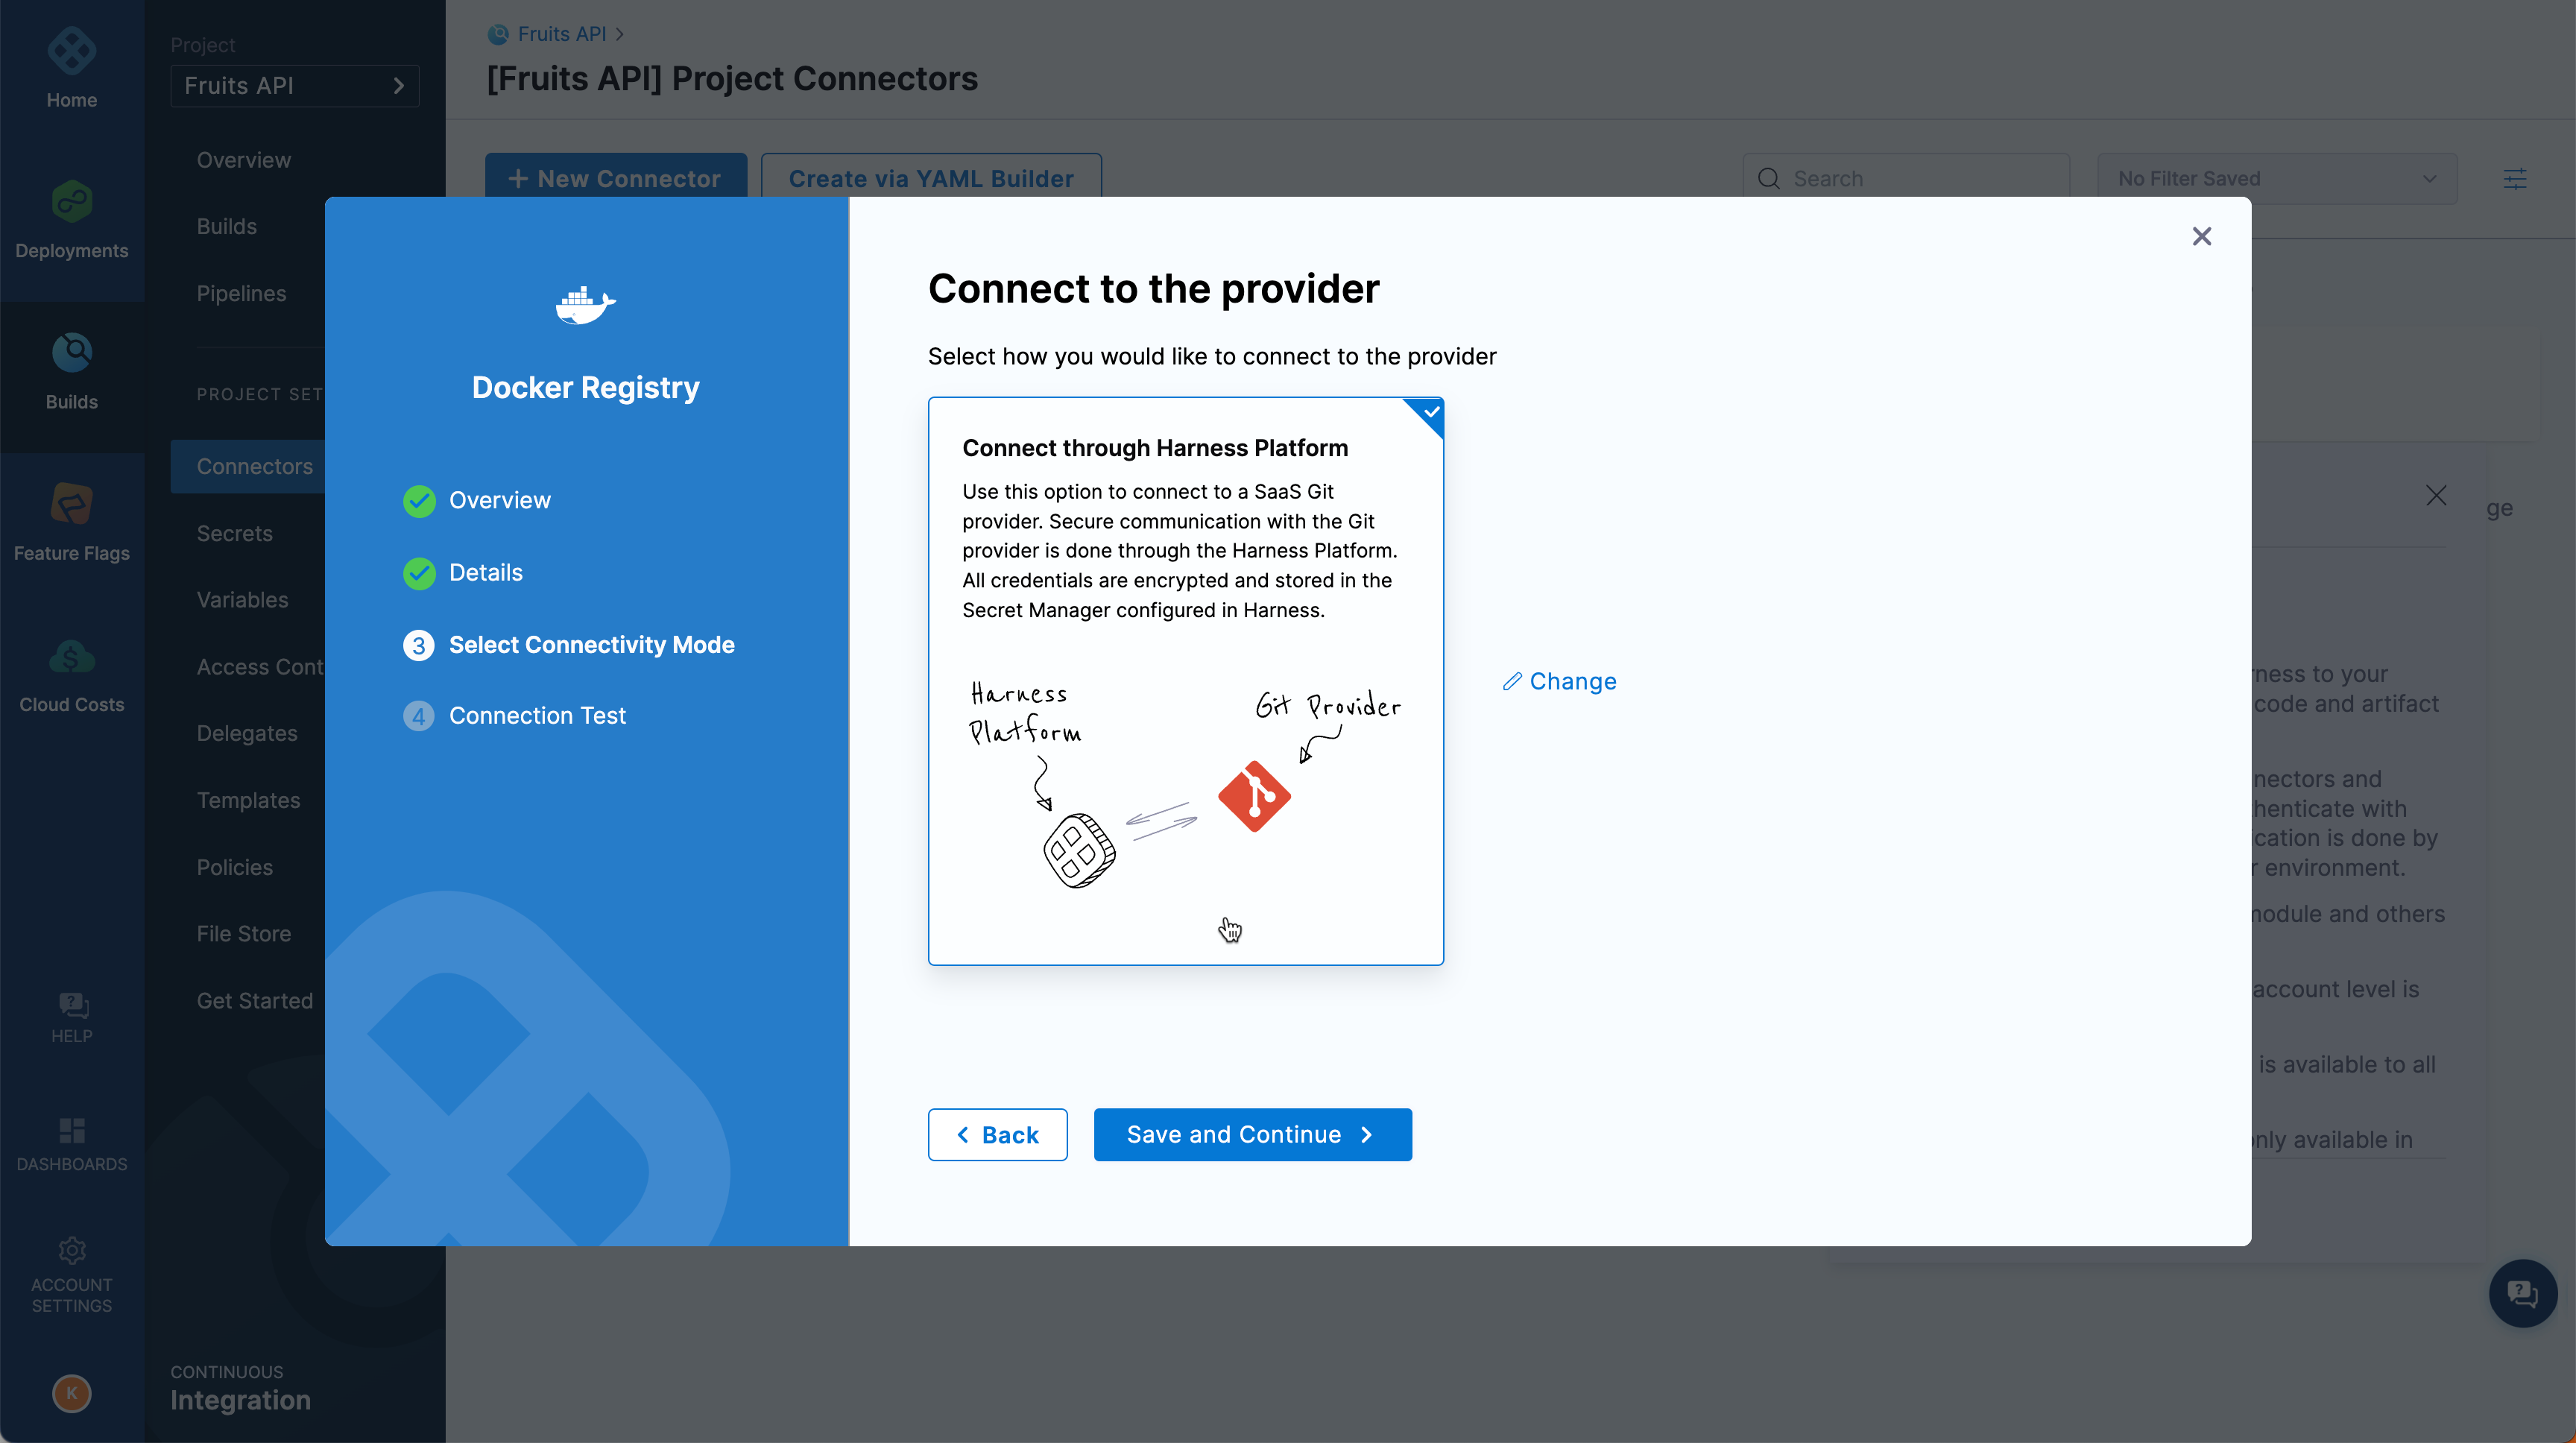 Home
Deployments
Builds
Feature Flags
Cloud Costs
HELP
DASHBOARDS
ACCOUNT
SETTINGS
K
Project
Fruits API
Overview
Builds
Pipelines
PROJECT SET
Connectors
Secrets
Variables
Access Cont
Delegates
Templates
Policies
File Store
Get Started
CONTINUOUS
Integration
Fruits API
[Fruits API] Project Connectors
+ New Connector
Create via YAML Builder
Search
No Filter Saved
Docker Registry
Overview
Details
3 Select Connectivity Mode
4 Connection Test
Connect to the provider
Select how you would like to connect to the provider
Connect through Harness Platform
Use this option to connect to a SaaS Git
provider. Secure communication with the Git
provider is done through the Harness Platform.
All credentials are encrypted and stored in the
Secret Manager configured in Harness.
Harness
Platform
Git Provider
Change
Back
Save and Continue
ge
rness to your
code and artifact
nectors and
thenticate with
ication is done by
r environment.
module and others
account level is
is available to all
only available in